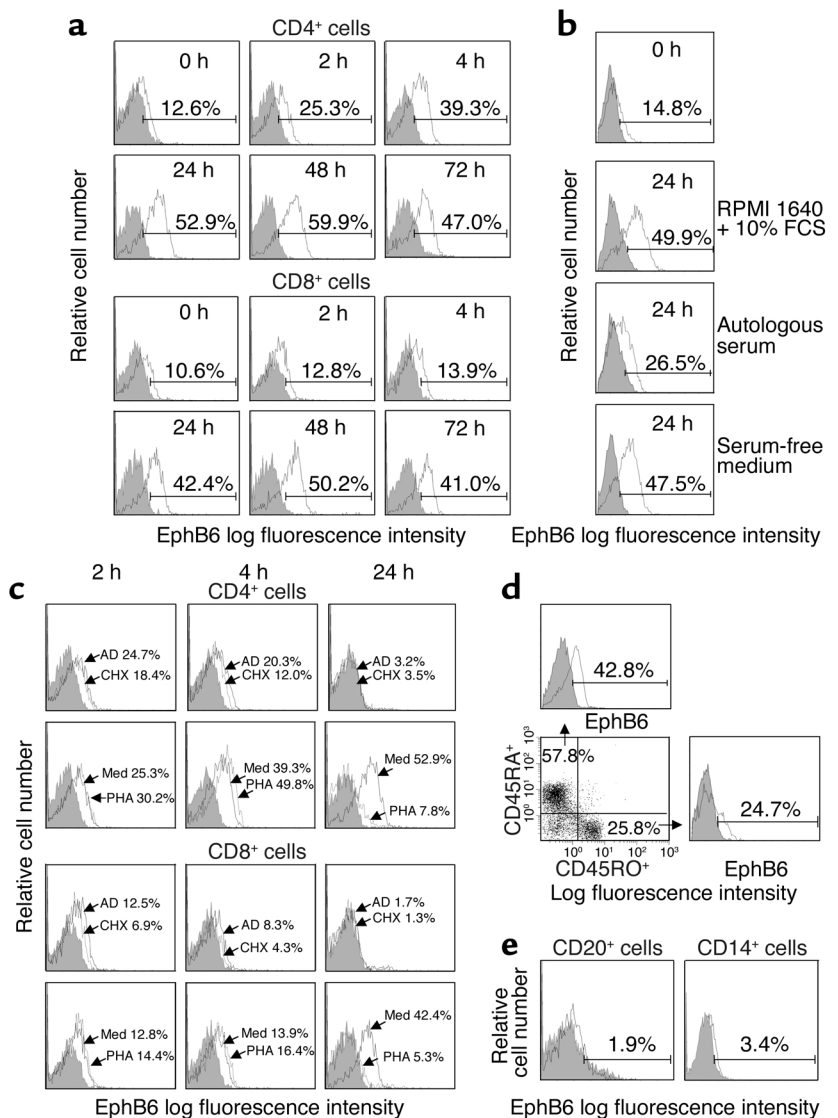 a
CD4+ cells
0 h
12.6%
2 h
25.3%
4 h
39.3%
24 h
52.9%
48 h
59.9%
72 h
47.0%
CD8+ cells
0 h
10.6%
2 h
12.8%
4 h
13.9%
24 h
42.4%
48 h
50.2%
72 h
41.0%
Relative cell number
EphB6 log fluorescence intensity
b
0 h
14.8%
24 h
49.9%
RPMI 1640
+ 10% FCS
24 h
26.5%
Autologous
serum
24 h
47.5%
Serum-free
medium
Relative cell number
EphB6 log fluorescence intensity
c
2 h
4 h
24 h
CD4+ cells
AD 24.7%
CHX 18.4%
AD 20.3%
CHX 12.0%
AD 3.2%
CHX 3.5%
Med 25.3%
PHA 30.2%
Med 39.3%
PHA 49.8%
Med 52.9%
PHA 7.8%
CD8+ cells
AD 12.5%
CHX 6.9%
AD 8.3%
CHX 4.3%
AD 1.7%
CHX 1.3%
Med 12.8%
PHA 14.4%
Med 13.9%
PHA 16.4%
Med 42.4%
PHA 5.3%
Relative cell number
EphB6 log fluorescence intensity
d
42.8%
EphB6
57.8%
25.8%
10³
10²
10¹
10⁰
10⁰ 10¹ 10² 10³
CD45RA+
CD45RO+
24.7%
EphB6
Log fluorescence intensity
e
CD20+ cells
1.9%
CD14+ cells
3.4%
Relative
cell number
EphB6 log fluorescence intensity